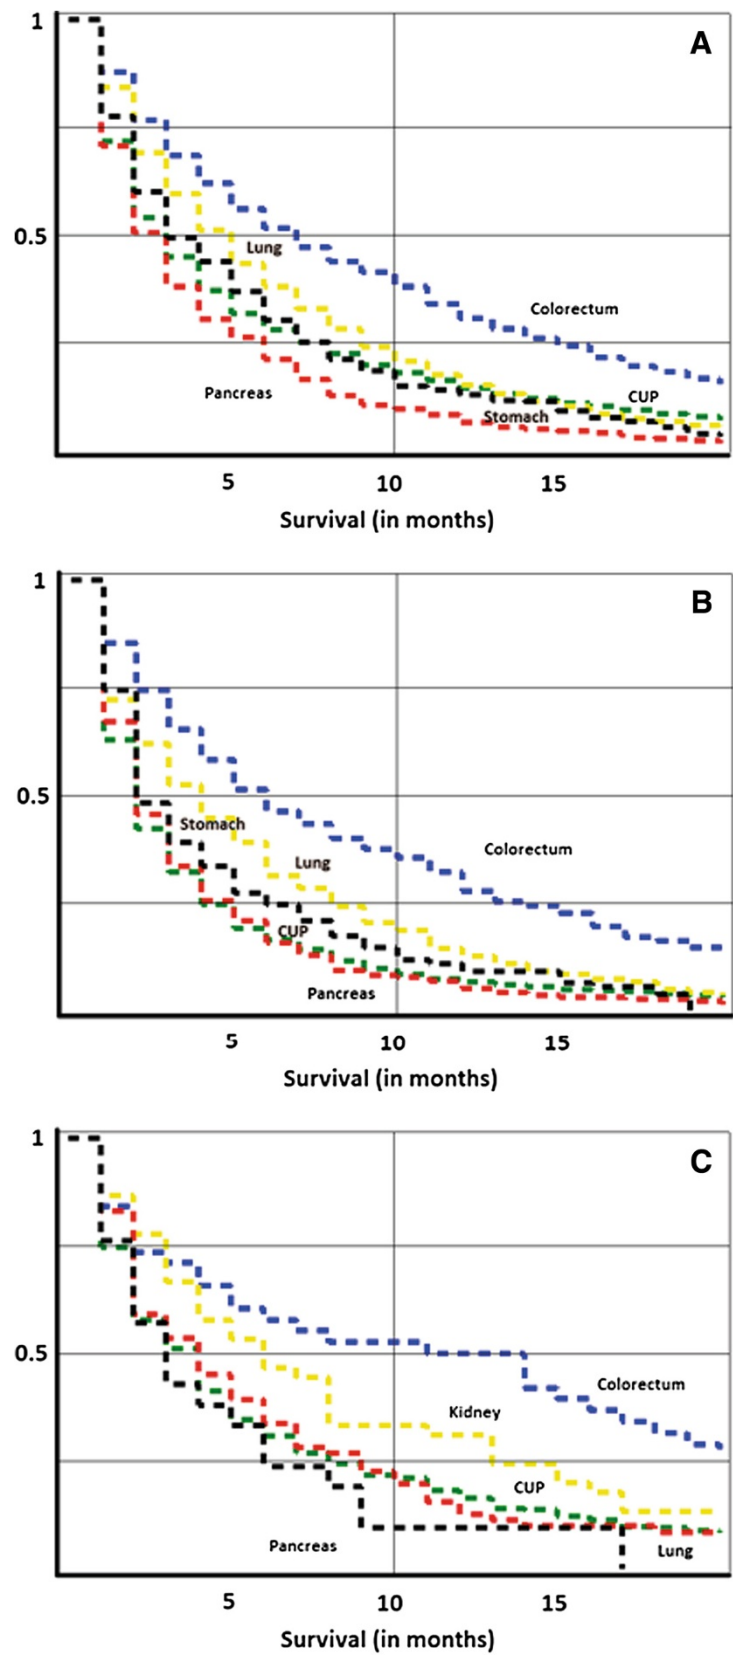 1
A
0.5
Lung
Colorectum
Pancreas
CUP
Stomach
5 10 15
Survival (in months)
1
B
0.5
Stomach
Colorectum
Lung
CUP
Pancreas
5 10 15
Survival (in months)
1
C
0.5
Colorectum
Kidney
CUP
Pancreas
Lung
5 10 15
Survival (in months)